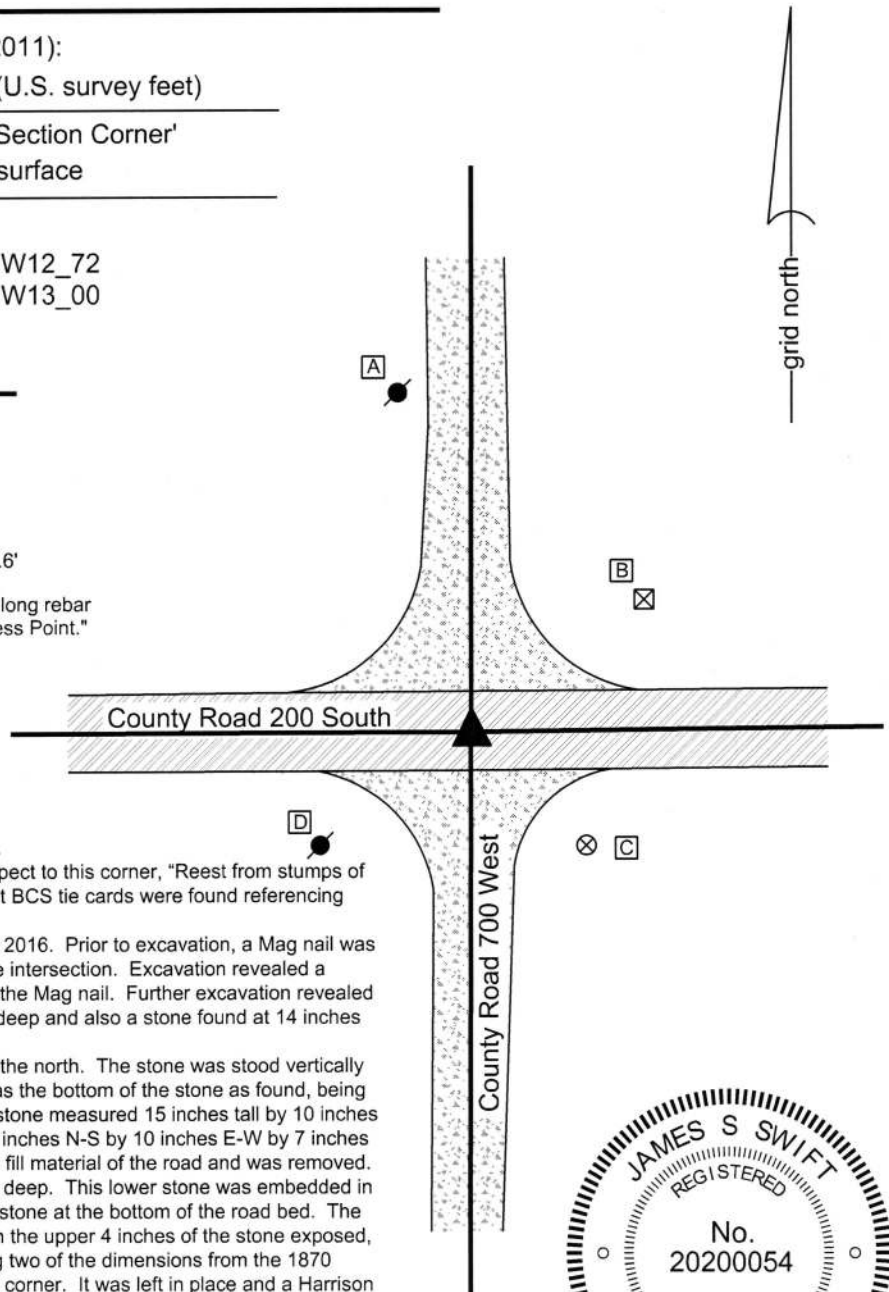 2011):
(U.S. survey feet)
Section Corner'
surface
W12_72
W13_00
grid north
A
.6'
B
long rebar
ess Point."
County Road 200 South
D
C
County Road 700 West
pect to this corner, “Reest from stumps of
t BCS tie cards were found referencing
2016. Prior to excavation, a Mag nail was
e intersection. Excavation revealed a
the Mag nail. Further excavation revealed
deep and also a stone found at 14 inches
the north. The stone was stood vertically
as the bottom of the stone as found, being
stone measured 15 inches tall by 10 inches
inches N-S by 10 inches E-W by 7 inches
fill material of the road and was removed.
deep. This lower stone was embedded in
stone at the bottom of the road bed. The
the upper 4 inches of the stone exposed,
two of the dimensions from the 1870
corner. It was left in place and a Harrison
JAMES S SWIFT
REGISTERED
No.
20200054